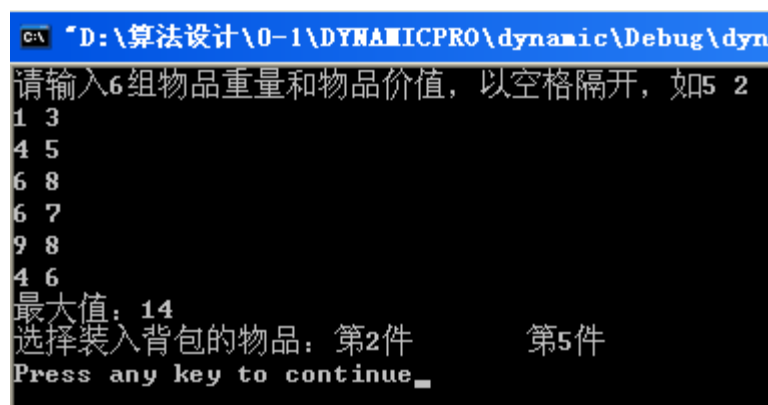 "D:\算法设计\0-1\DYNAMICPRO\dynamic\Debug\dyn
请输入6组物品重量和物品价值，以空格隔开，如5 2
1 3
4 5
6 8
6 7
9 8
4 6
最大值：14
选择装入背包的物品：第2件 第5件
Press any key to continue_